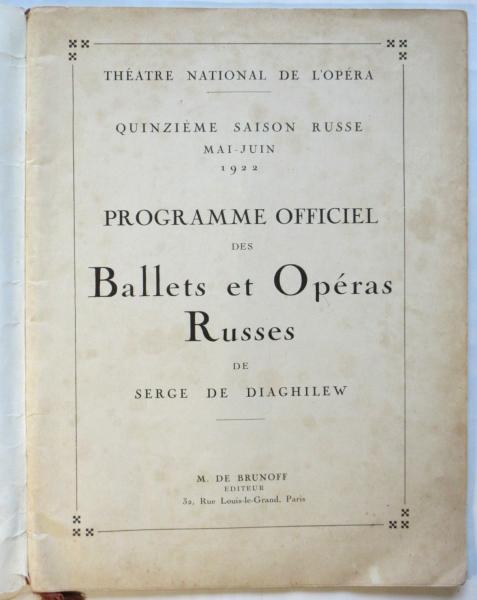 THÉATRE NATIONAL DE L'OPÉRA
QUINZIÈME SAISON RUSSE
MAI-JUIN
1922
PROGRAMME OFFICIEL
DES
Ballets et Opéras
Russes
DE
SERGE DE DIAGHILEW
M. DE BRUNOFF
EDITEUR
32, Rue Louis-le-Grand, Paris